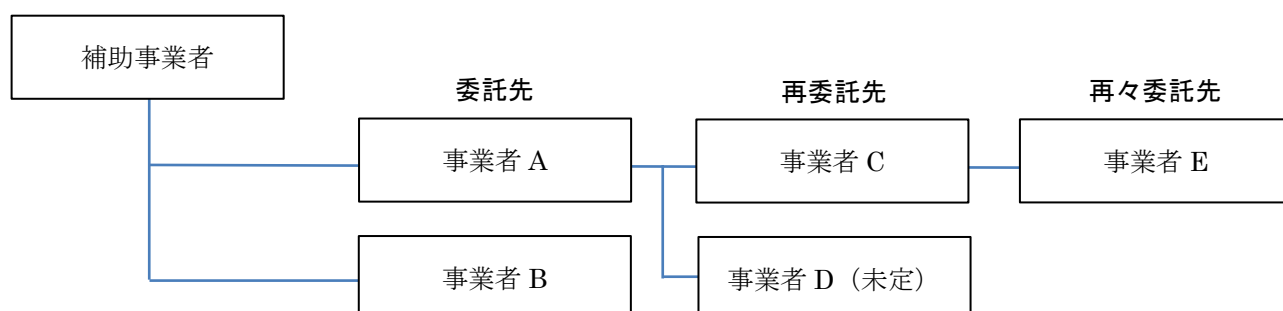 補助事業者
委託先
再委託先
再々委託先
事業者 A
事業者 C
事業者 E
事業者 B
事業者 D（未定）